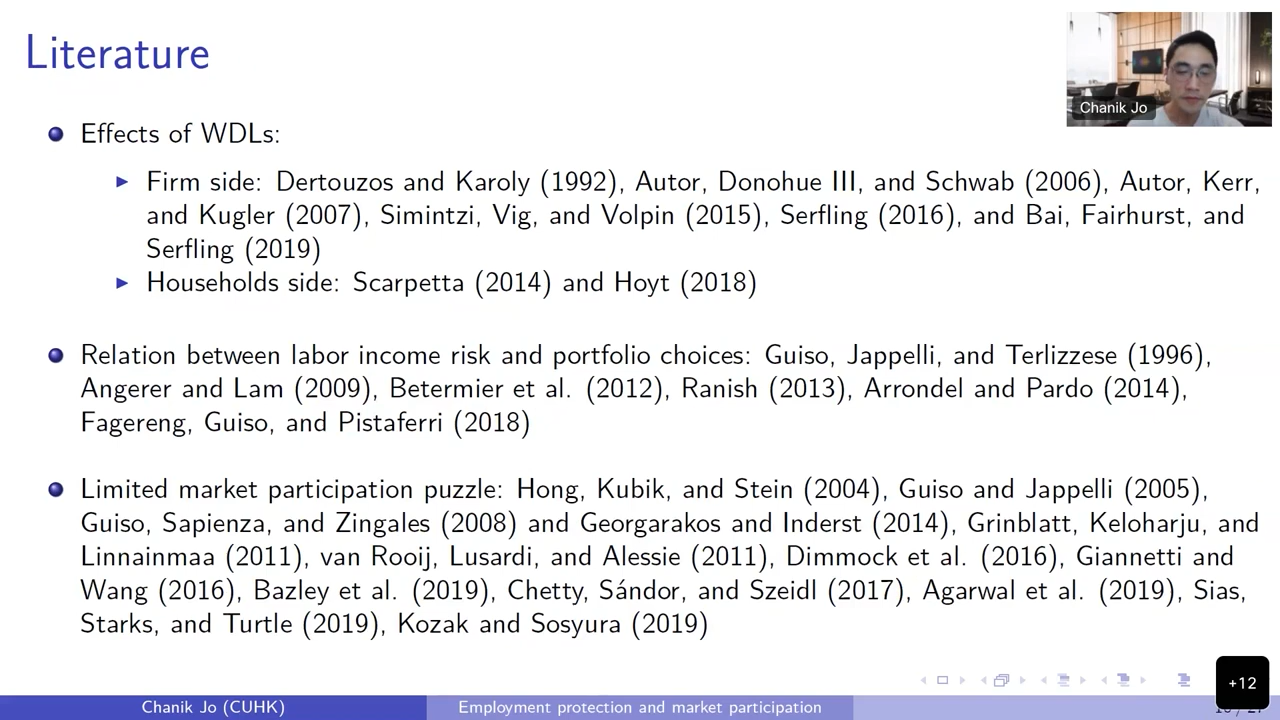 Literature
Chanik Jo
Effects of WDLs:
Firm side: Dertouzos and Karoly (1992), Autor, Donohue III, and Schwab (2006), Autor, Kerr,
and Kugler (2007), Simintzi, Vig, and Volpin (2015), Serfling (2016), and Bai, Fairhurst, and
Serfling (2019)
Households side: Scarpetta (2014) and Hoyt (2018)
Relation between labor income risk and portfolio choices: Guiso, Jappelli, and Terlizzese (1996),
Angerer and Lam (2009), Betermier et al. (2012), Ranish (2013), Arrondel and Pardo (2014),
Fagereng, Guiso, and Pistaferri (2018)
Limited market participation puzzle: Hong, Kubik, and Stein (2004), Guiso and Jappelli (2005),
Guiso, Sapienza, and Zingales (2008) and Georgarakos and Inderst (2014), Grinblatt, Keloharju, and
Linnainmaa (2011), van Rooij, Lusardi, and Alessie (2011), Dimmock et al. (2016), Giannetti and
Wang (2016), Bazley et al. (2019), Chetty, Sándor, and Szeidl (2017), Agarwal et al. (2019), Sias,
Starks, and Turtle (2019), Kozak and Sosyura (2019)
+12
Chanik Jo (CUHK)
Employment protection and market participation